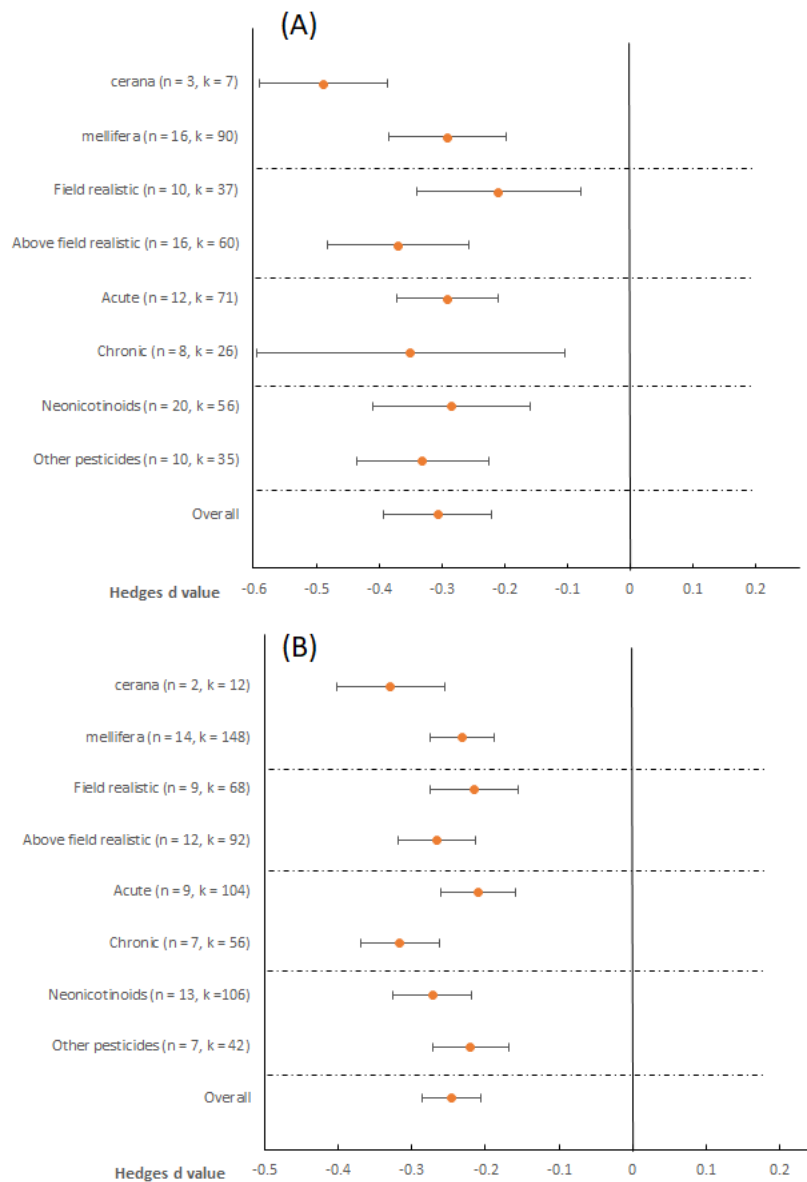 (A)
cerana (n = 3, k = 7)
mellifera (n = 16, k = 90)
Field realistic (n = 10, k = 37)
Above field realistic (n = 16, k = 60)
Acute (n = 12, k = 71)
Chronic (n = 8, k = 26)
Neonicotinoids (n = 20, k = 56)
Other pesticides (n = 10, k = 35)
Overall
Hedges d value
-0.6 -0.5 -0.4 -0.3 -0.2 -0.1 0 0.1 0.2
(B)
cerana (n = 2, k = 12)
mellifera (n = 14, k = 148)
Field realistic (n = 9, k = 68)
Above field realistic (n = 12, k = 92)
Acute (n = 9, k = 104)
Chronic (n = 7, k = 56)
Neonicotinoids (n = 13, k =106)
Other pesticides (n = 7, k = 42)
Overall
Hedges d value
-0.5 -0.4 -0.3 -0.2 -0.1 0 0.1 0.2